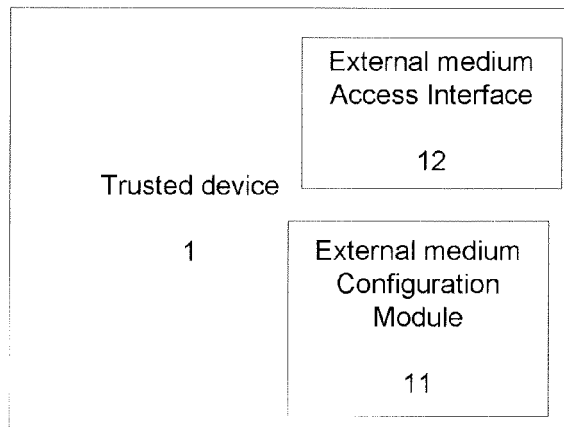 External medium
Access Interface
12
Trusted device
1
External medium
Configuration
Module
11